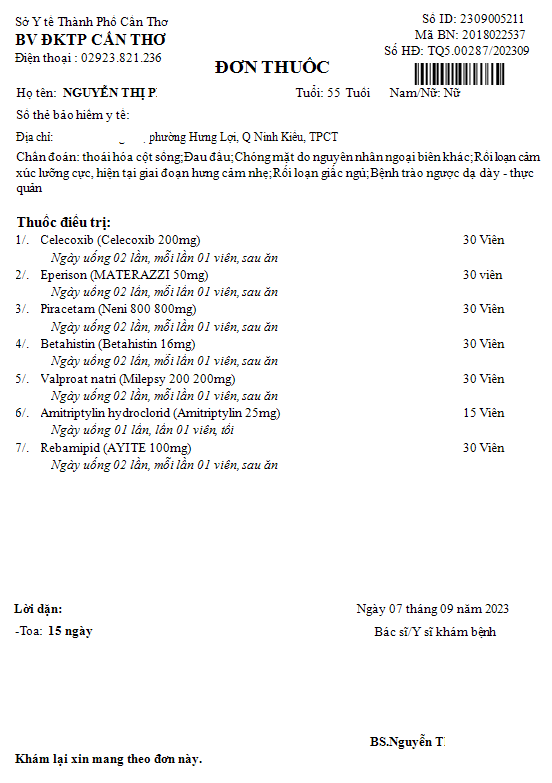 Sở Y tế Thành Phố Cần Thơ
BV ĐKTP CẦN THƠ
Điện thoại : 02923.821.236
Số ID: 2309005211
Mã BN: 2018022537
Số HĐ: TQ5.00287/202309
ĐƠN THUỐC
Họ tên: NGUYỄN THỊ P
Tuổi: 55 Tuổi Nam/Nữ: Nữ
Số thẻ bảo hiểm y tế:
Địa chỉ: , phường Hưng Lợi, Q Ninh Kiều, TPCT
Chẩn đoán: thoái hóa cột sống;Đau đầu;Chóng mặt do nguyên nhân ngoại biên khác;Rối loạn cảm
xúc lưỡng cực, hiện tại giai đoạn hưng cảm nhẹ;Rối loạn giấc ngủ;Bệnh trào ngược dạ dày - thực
quản
Thuốc điều trị:
1/. Celecoxib (Celecoxib 200mg) 30 Viên
Ngày uống 02 lần, mỗi lần 01 viên, sau ăn
2/. Eperison (MATERAZZI 50mg) 30 viên
Ngày uống 02 lần, mỗi lần 01 viên, sau ăn
3/. Piracetam (Neni 800 800mg) 30 Viên
Ngày uống 02 lần, mỗi lần 01 viên, sau ăn
4/. Betahistin (Betahistin 16mg) 30 Viên
Ngày uống 02 lần, mỗi lần 01 viên, sau ăn
5/. Valproat natri (Milepsy 200 200mg) 30 Viên
Ngày uống 02 lần, mỗi lần 01 viên, sau ăn
6/. Amitriptylin hydroclorid (Amitriptylin 25mg) 15 Viên
Ngày uống 01 lần, lần 01 viên, tối
7/. Rebamipid (AYITE 100mg) 30 Viên
Ngày uống 02 lần, mỗi lần 01 viên, sau ăn
Lời dặn:
Ngày 07 tháng 09 năm 2023
-Toa: 15 ngày
Bác sĩ/Y sĩ khám bệnh
BS.Nguyễn T
Khám lại xin mang theo đơn này.